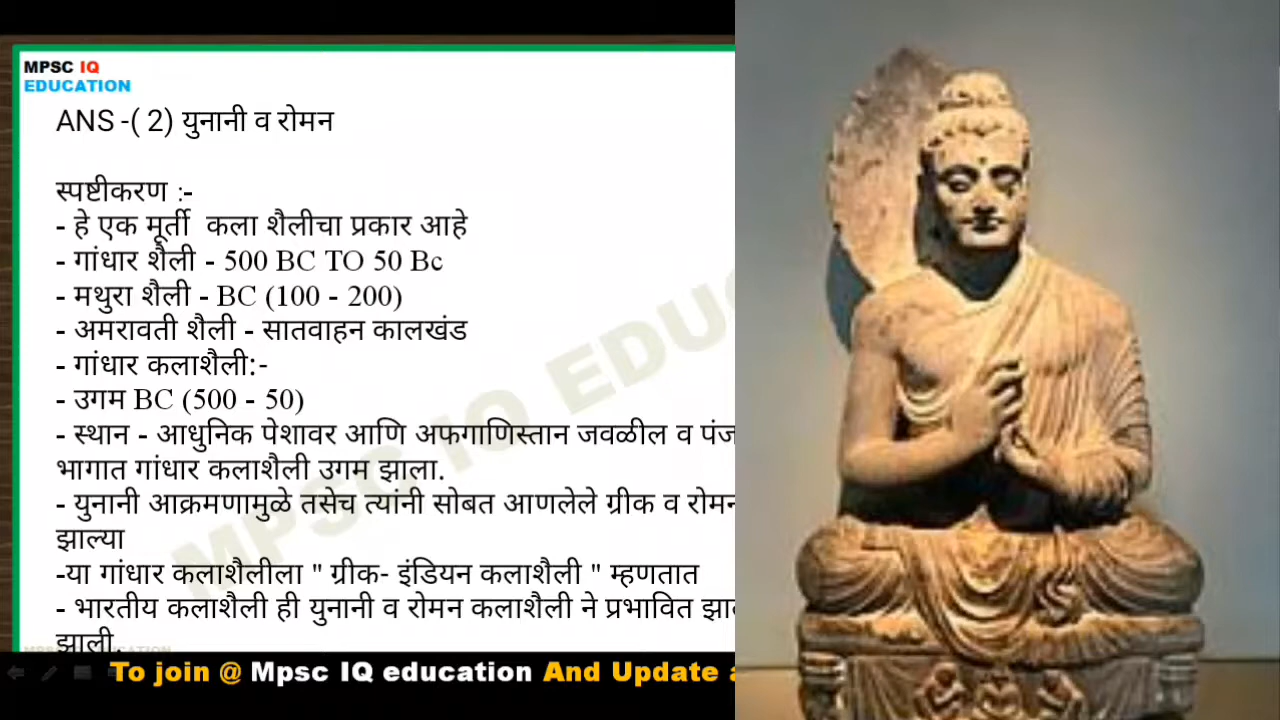 MPSC IQ
EDUCATION
ANS -( 2) युनानी व रोमन
स्पष्टीकरण :-
- हे एक मूर्ती कला शैलीचा प्रकार आहे
- गांधार शैली - 500 BC TO 50 Bc
- मथुरा शैली - BC (100 - 200)
- अमरावती शैली - सातवाहन कालखंड
- गांधार कलाशैली:-
- उगम BC (500 - 50)
- स्थान - आधुनिक पेशावर आणि अफगाणिस्तान जवळील व
भागात गांधार कलाशैली उगम झाला.
- युनानी आक्रमणामुळे तसेच त्यांनी सोबत आणलेले ग्रीक व रोमन
झाल्या
-या गांधार कलाशैलीला " ग्रीक- इंडियन कलाशैली " म्हणतात
- भारतीय कलाशैली ही युनानी व रोमन कलाशैली ने प्रभावित
झाली.
MPSC IQ EDUCATION
To join @ Mpsc IQ education And Update